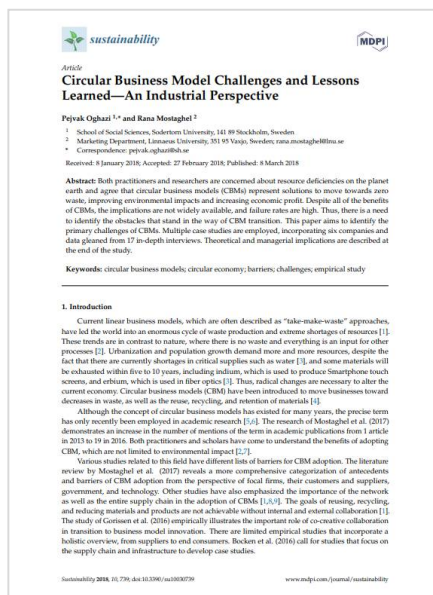 sustainability
MDPI
Article
Circular Business Model Challenges and Lessons
Learned—An Industrial Perspective
Pejvak Oghazi 1,* and Rana Mostaghel 2
1 School of Social Sciences, Sodertorn University, 141 89 Stockholm, Sweden
2 Marketing Department, Linnaeus University, 351 95 Vaxjo, Sweden; rana.mostaghel@lnu.se
* Correspondence: pejvak.oghazi@sh.se
Received: 8 January 2018; Accepted: 27 February 2018; Published: 8 March 2018
Abstract: Both practitioners and researchers are concerned about resource deficiencies on the planet
earth and agree that circular business models (CBMs) represent solutions to move towards zero
waste, improving environmental impacts and increasing economic profit. Despite all of the benefits
of CBMs, the implications are not widely available, and failure rates are high. Thus, there is a need
to identify the obstacles that stand in the way of CBM transition. This paper aims to identify the
primary challenges of CBMs. Multiple case studies are employed, incorporating six companies and
data gleaned from 17 in-depth interviews. Theoretical and managerial implications are described at
the end of the study.
Keywords: circular business models; circular economy; barriers; challenges; empirical study
1. Introduction
Current linear business models, which are often described as “take-make-waste” approaches,
have led the world into an enormous cycle of waste production and extreme shortages of resources [1].
These trends are in contrast to nature, where there is no waste and everything is an input for other
processes [2]. Urbanization and population growth demand more and more resources, despite the
fact that there are currently shortages in critical supplies such as water [3], and some materials will
be exhausted within five to 10 years, including indium, which is used to produce Smartphone touch
screens, and erbium, which is used in fiber optics [3]. Thus, radical changes are necessary to alter the
current economy. Circular business models (CBM) have been introduced to move businesses toward
decreases in waste, as well as the reuse, recycling, and retention of materials [4].
Although the concept of circular business models has existed for many years, the precise term
has only recently been employed in academic research [5,6]. The research of Mostaghel et al. (2017)
demonstrates an increase in the number of mentions of the term in academic publications from 1 article
in 2013 to 19 in 2016. Both practitioners and scholars have come to understand the benefits of adopting
CBM, which are not limited to environmental impact [2,7].
Various studies related to this field have different lists of barriers for CBM adoption. The literature
review by Mostaghel et al. (2017) reveals a more comprehensive categorization of antecedents
and barriers of CBM adoption from the perspective of focal firms, their customers and suppliers,
government, and technology. Other studies have also emphasized the importance of the network
as well as the entire supply chain in the adoption of CBMs [1,8,9]. The goals of reusing, recycling,
and reducing materials and products are not achievable without internal and external collaboration [1].
The study of Gorissen et al. (2016) empirically illustrates the important role of co-creative collaboration
in transition to business model innovation. There are limited empirical studies that incorporate a
holistic overview, from suppliers to end consumers. Bocken et al. (2016) call for studies that focus on
the supply chain and infrastructure to develop case studies.
Sustainability 2018, 10, 739; doi:10.3390/su10030739
www.mdpi.com/journal/sustainability